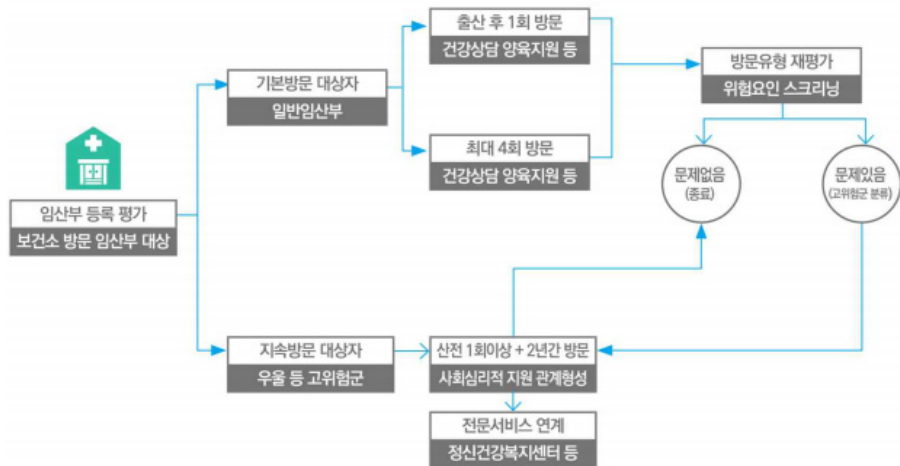 출산 후 1회 방문
건강상담 양육지원 등
기본방문 대상자
일반임산부
최대 4회 방문
건강상담 양육지원 등
방문유형 재평가
위험요인 스크리닝
문제없음
(종료)
문제있음
(고위험군 분류)
임산부 등록 평가
보건소 방문 임산부 대상
지속방문 대상자
우울 등 고위험군
산전 1회이상 + 2년간 방문
사회심리적 지원 관계형성
전문서비스 연계
정신건강복지센터 등